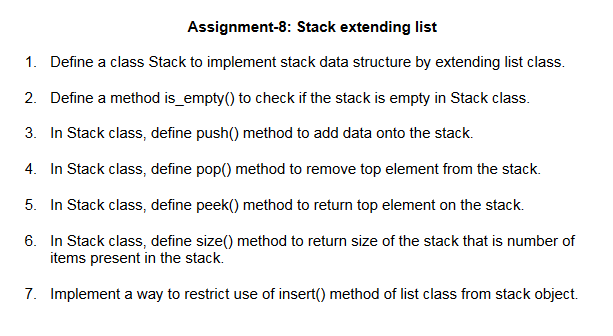 Assignment-8: Stack extending list
1. Define a class Stack to implement stack data structure by extending list class.
2. Define a method is_empty() to check if the stack is empty in Stack class.
3. In Stack class, define push() method to add data onto the stack.
4. In Stack class, define pop() method to remove top element from the stack.
5. In Stack class, define peek() method to return top element on the stack.
6. In Stack class, define size() method to return size of the stack that is number of
items present in the stack.
7. Implement a way to restrict use of insert() method of list class from stack object.